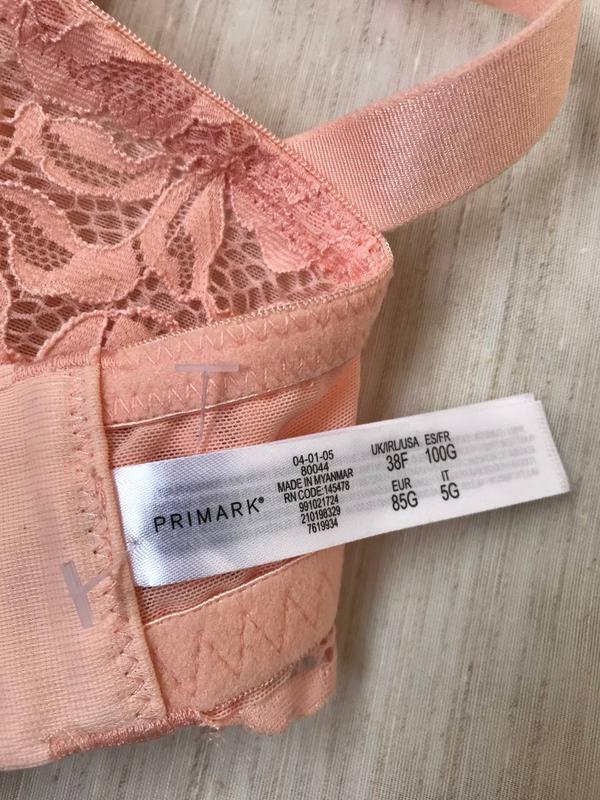 PRIMARK®
04-01-05
80044
MADE IN MYANMAR
RN CODE:145478
991021724
210198329
7619934
UK/IRL/USA ES/FR
38F 100G
EUR IT
85G 5G